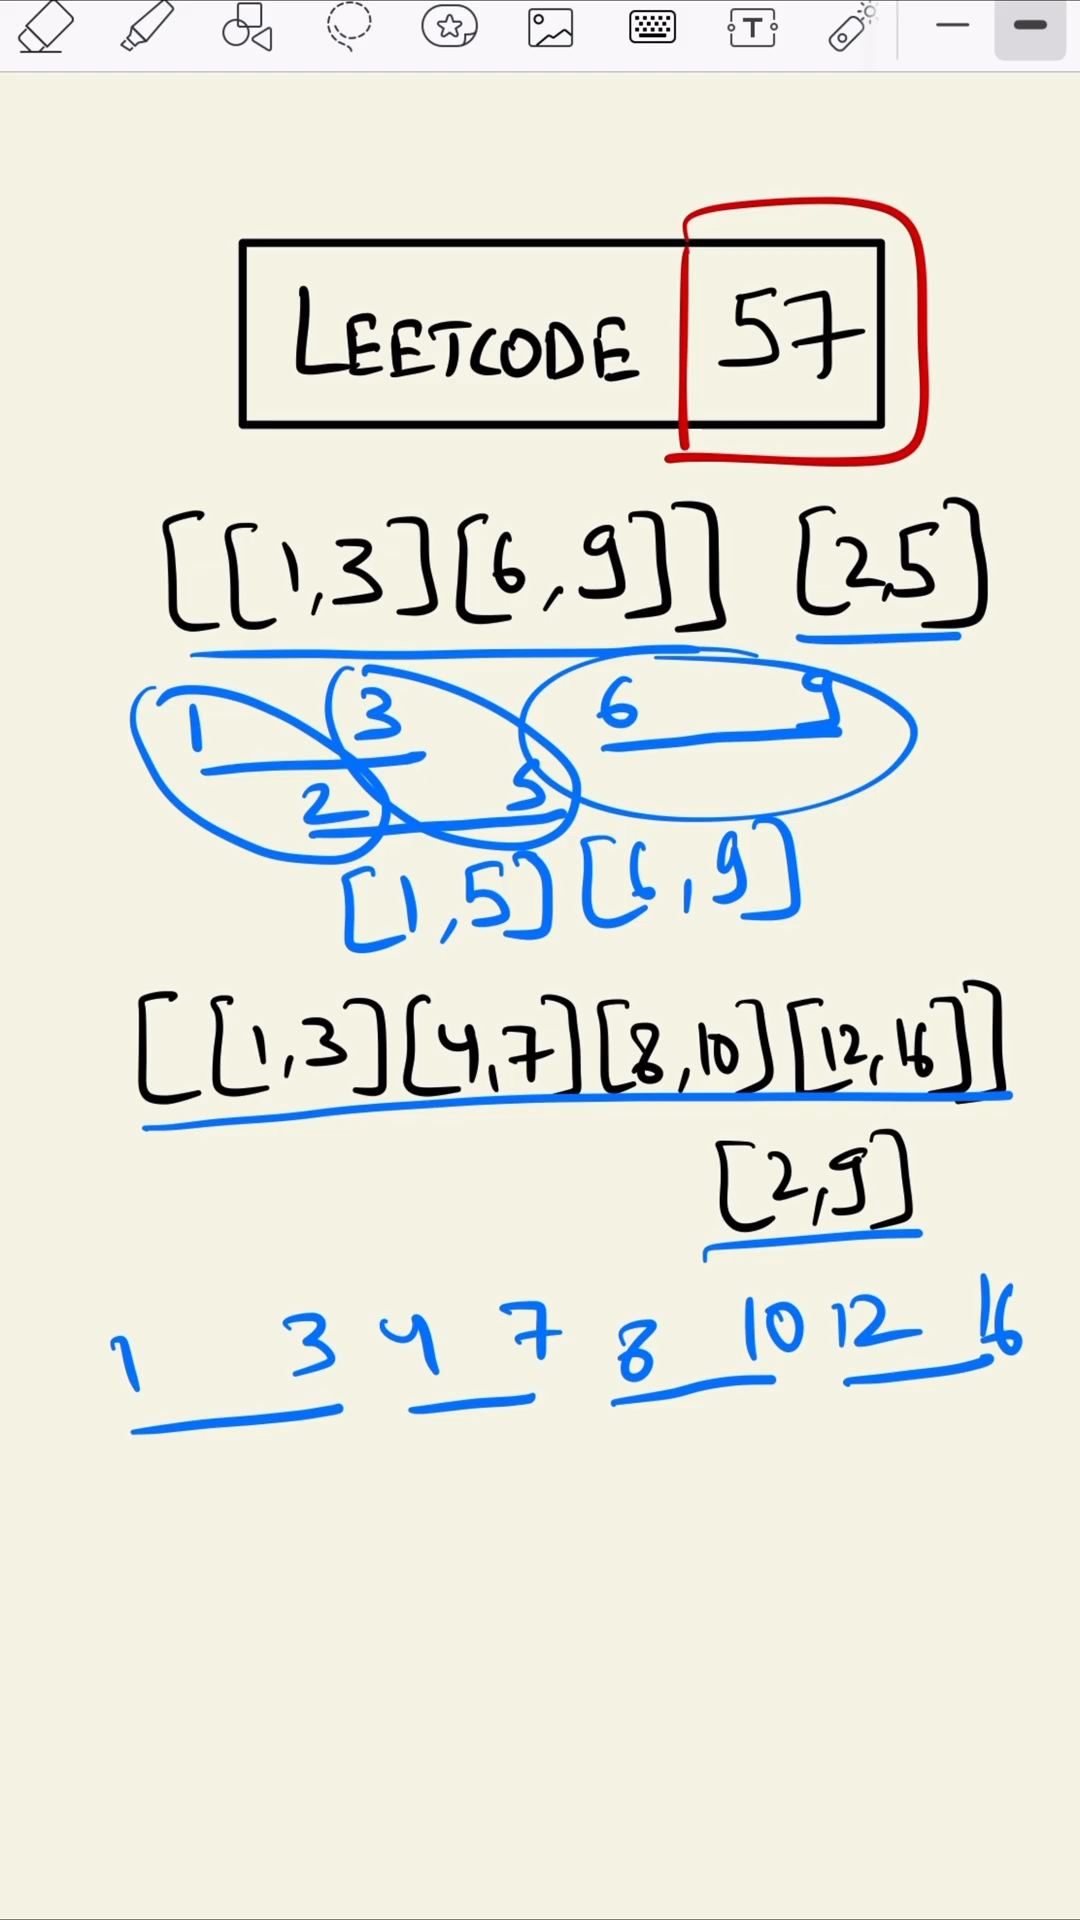 LEETCODE 57
[[1,3][6,9]] [2,5]
1 3 6 9
2 5
[1,5][6,9]
[[1,3][4,7][8,10][12,16]]
[2,9]
1 3 4 7 8 10 12 16